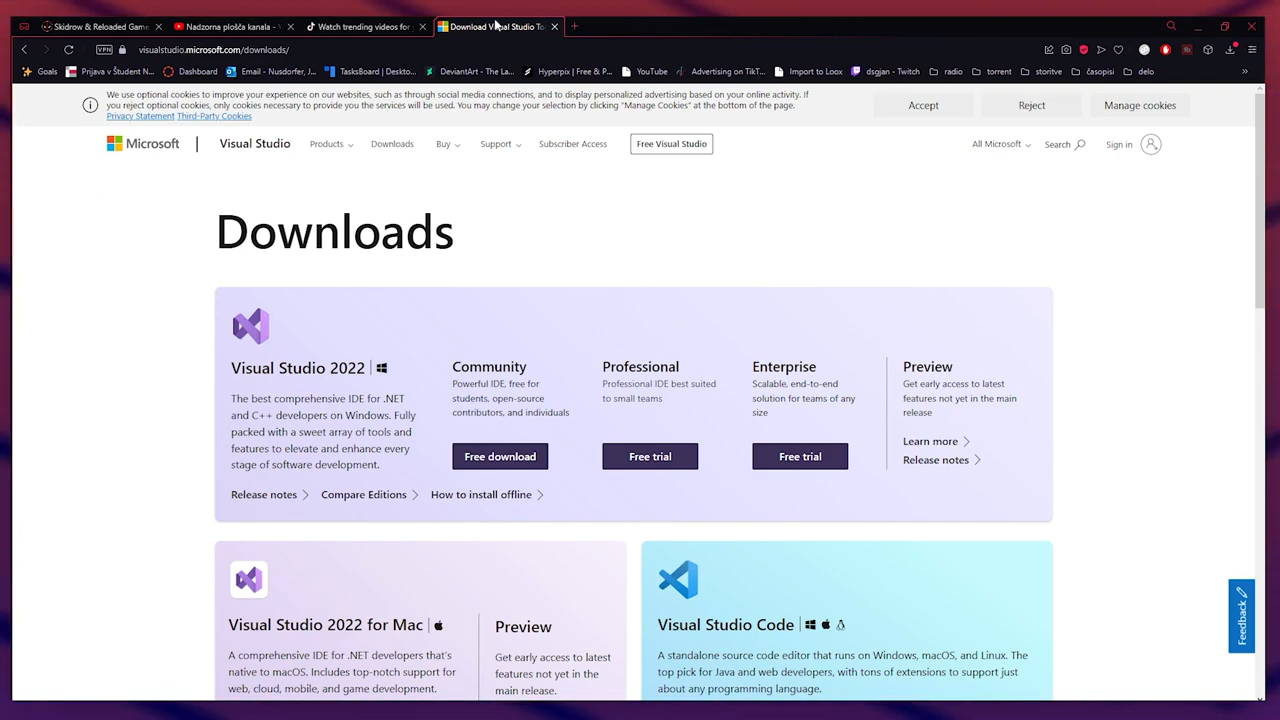 Skidrow & Reloaded Game
Nadzorna plošča kanala -
Watch trending videos for
Download Visual Studio To
VPN
visualstudio.microsoft.com/downloads/
Goals
Prijava v Študent N...
Dashboard
Email - Nusdorfer, J...
TasksBoard | Deskto...
DeviantArt - The La...
Hyperpix | Free & P...
YouTube
Advertising on TikT...
Import to Loox
dsgjan - Twitch
radio
torrent
storitve
časopisi
delo
We use optional cookies to improve your experience on our websites, such as through social media connections, and to display personalized advertising based on your online activity. If
you reject optional cookies, only cookies necessary to provide you the services will be used. You may change your selection by clicking "Manage Cookies" at the bottom of the page.
Privacy Statement Third-Party Cookies
Accept
Reject
Manage cookies
Microsoft
Visual Studio
Products
Downloads
Buy
Support
Subscriber Access
Free Visual Studio
All Microsoft
Search
Sign in
Downloads
Visual Studio 2022
The best comprehensive IDE for .NET
and C++ developers on Windows. Fully
packed with a sweet array of tools and
features to elevate and enhance every
stage of software development.
Community
Powerful IDE, free for
students, open-source
contributors, and individuals
Free download
Professional
Professional IDE best suited
to small teams
Free trial
Enterprise
Scalable, end-to-end
solution for teams of any
size
Free trial
Preview
Get early access to latest
features not yet in the main
release
Learn more
Release notes
Release notes
Compare Editions
How to install offline
Visual Studio 2022 for Mac
A comprehensive IDE for .NET developers that's
native to macOS. Includes top-notch support for
web, cloud, mobile, and game development.
Preview
Get early access to latest
features not yet in the
main release.
Visual Studio Code
A standalone source code editor that runs on Windows, macOS, and Linux. The
top pick for Java and web developers, with tons of extensions to support just
about any programming language.
Feedback